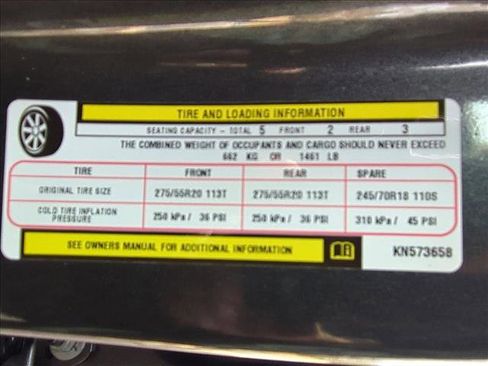 TIRE AND LOADING INFORMATION
SEATING CAPACITY - TOTAL 5 FRONT 2 REAR 3
THE COMBINED WEIGHT OF OCCUPANTS AND CARGO SHOULD NEVER EXCEED
662 KG OR 1461 LB
TIRE FRONT REAR SPARE
ORIGINAL TIRE SIZE 275/55R20 113T 275/55R20 113T 245/70R18 110S
COLD TIRE INFLATION PRESSURE 250 kPa / 36 PSI 250 kPa / 36 PSI 310 kPa / 45 PSI
SEE OWNERS MANUAL FOR ADDITIONAL INFORMATION KN573658